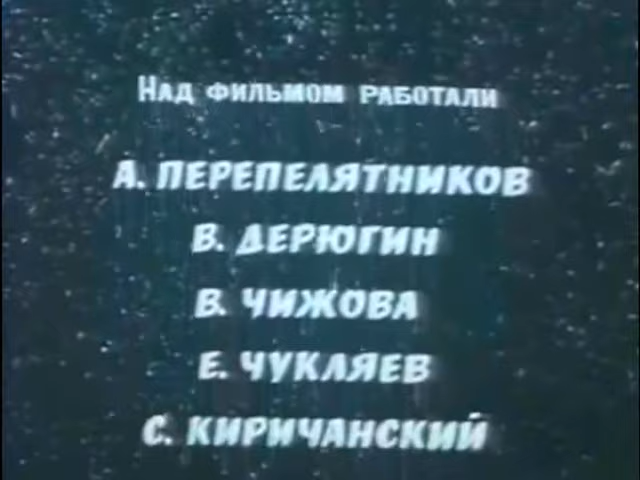 Над фильмом работали
А. ПЕРЕПЕЛЯТНИКОВ
В. ДЕРЮГИН
В. ЧИЖОВА
Е. ЧУКЛЯЕВ
С. КИРИЧАНСКИЙ